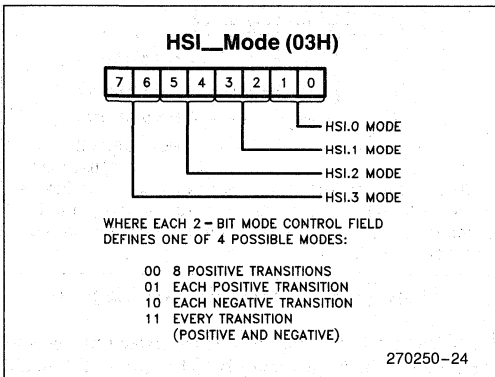 HSI__Mode (03H)
7 6 5 4 3 2 1 0
HSI.0 MODE
HSI.1 MODE
HSI.2 MODE
HSI.3 MODE
WHERE EACH 2-BIT MODE CONTROL FIELD
DEFINES ONE OF 4 POSSIBLE MODES:
00 8 POSITIVE TRANSITIONS
01 EACH POSITIVE TRANSITION
10 EACH NEGATIVE TRANSITION
11 EVERY TRANSITION
(POSITIVE AND NEGATIVE)
270250-24